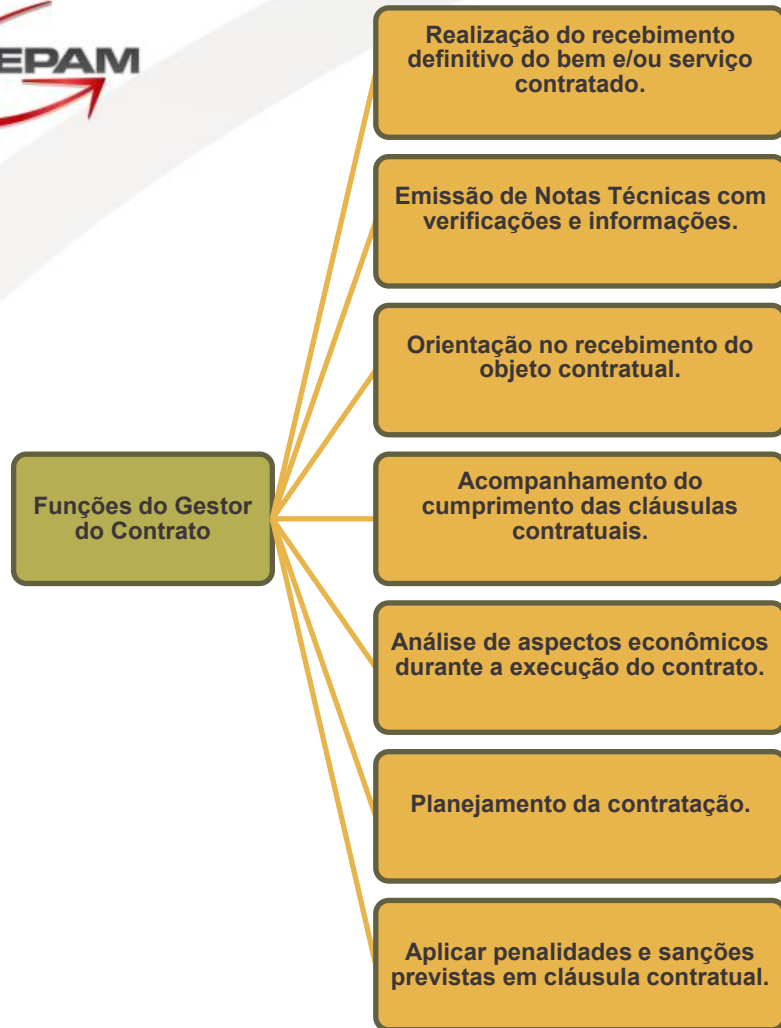 EPAM
Realização do recebimento
definitivo do bem e/ou serviço
contratado.
Emissão de Notas Técnicas com
verificações e informações.
Orientação no recebimento do
objeto contratual.
Funções do Gestor
do Contrato
Acompanhamento do
cumprimento das cláusulas
contratuais.
Análise de aspectos econômicos
durante a execução do contrato.
Planejamento da contratação.
Aplicar penalidades e sanções
previstas em cláusula contratual.